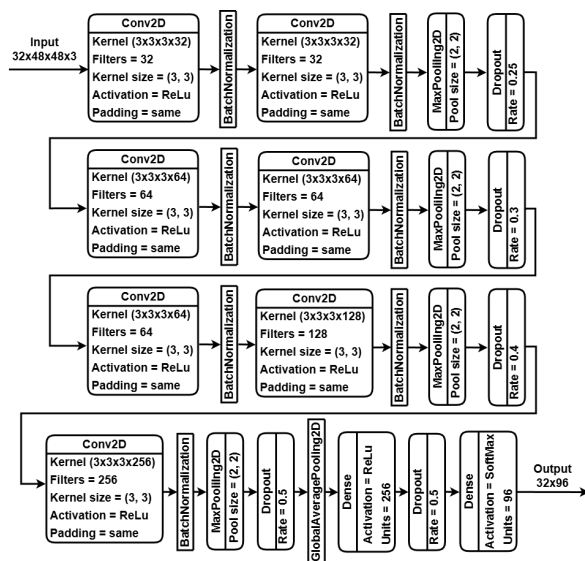 Input
32x48x48x3
Conv2D
Kernel (3x3x3x32)
Filters = 32
Kernel size = (3, 3)
Activation = ReLu
Padding = same
BatchNormalization
Conv2D
Kernel (3x3x3x32)
Filters = 32
Kernel size = (3, 3)
Activation = ReLu
Padding = same
BatchNormalization
MaxPoolling2D
Pool size = (2, 2)
Dropout
Rate = 0.25
Conv2D
Kernel (3x3x3x64)
Filters = 64
Kernel size = (3, 3)
Activation = ReLu
Padding = same
BatchNormalization
Conv2D
Kernel (3x3x3x64)
Filters = 64
Kernel size = (3, 3)
Activation = ReLu
Padding = same
BatchNormalization
MaxPoolling2D
Pool size = (2, 2)
Dropout
Rate = 0.3
Conv2D
Kernel (3x3x3x64)
Filters = 64
Kernel size = (3, 3)
Activation = ReLu
Padding = same
BatchNormalization
Conv2D
Kernel (3x3x3x128)
Filters = 128
Kernel size = (3, 3)
Activation = ReLu
Padding = same
BatchNormalization
MaxPoolling2D
Pool size = (2, 2)
Dropout
Rate = 0.4
Conv2D
Kernel (3x3x3x256)
Filters = 256
Kernel size = (3, 3)
Activation = ReLu
Padding = same
BatchNormalization
MaxPoolling2D
Pool size = (2, 2)
Dropout
Rate = 0.5
GlobalAveragePooling2D
Dense
Activation = ReLu
Units = 256
Dropout
Rate = 0.5
Dense
Activation = SoftMax
Units = 96
Output
32x96